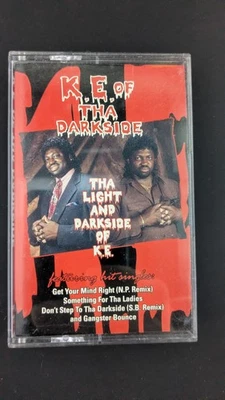 K.E. OF
THA
DARKSIDE
THA
LIGHT
AND
DARKSIDE
OF
K.E.
featuring hit singles
Get Your Mind Right (N.P. Remix)
Something For Tha Ladies
Don't Step To Tha Darkside (S.B. Remix)
and Gangster Bounce